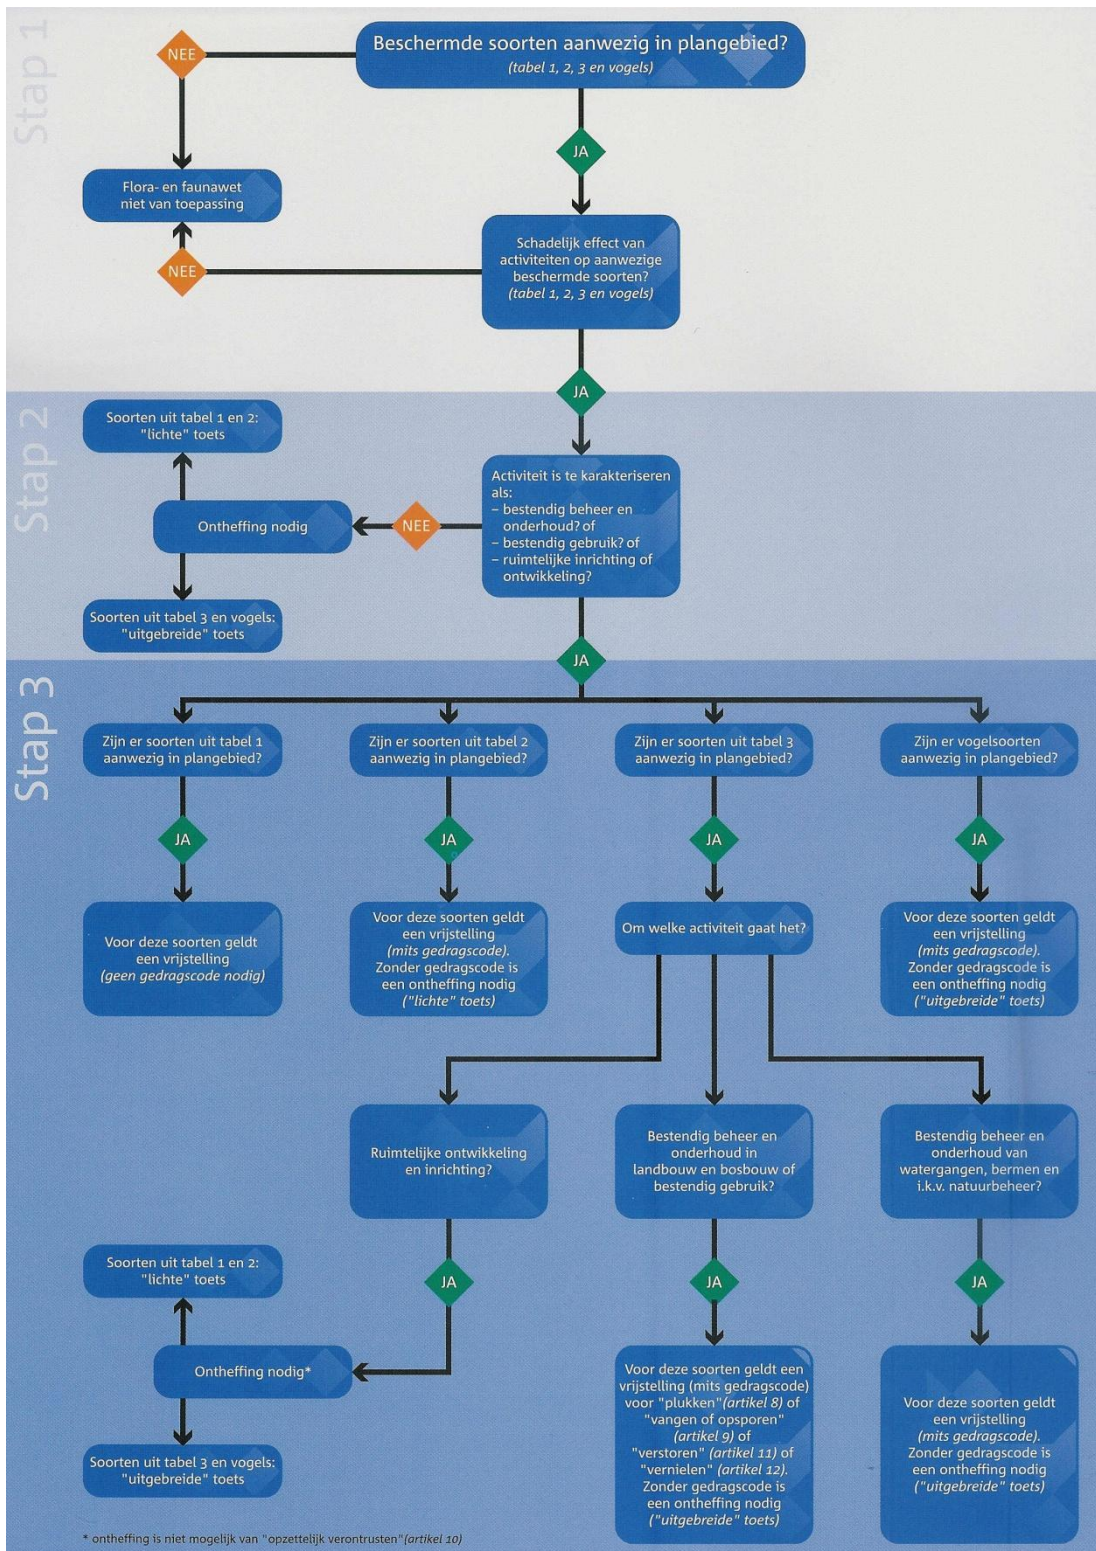 Stap 1
Beschermde soorten aanwezig in plangebied?
(tabel 1, 2, 3 en vogels)
NEE
JA
Flora- en faunawet
niet van toepassing
Schadelijk effect van
activiteiten op aanwezige
beschermde soorten?
(tabel 1, 2, 3 en vogels)
NEE
JA
Stap 2
Soorten uit tabel 1 en 2:
"lichte" toets
Activiteit is te karakteriseren
als:
– bestendig beheer en
onderhoud? of
– bestendig gebruik? of
– ruimtelijke inrichting of
ontwikkeling?
NEE
Ontheffing nodig
Soorten uit tabel 3 en vogels:
"uitgebreide" toets
JA
Stap 3
Zijn er soorten uit tabel 1
aanwezig in plangebied?
Zijn er soorten uit tabel 2
aanwezig in plangebied?
Zijn er soorten uit tabel 3
aanwezig in plangebied?
Zijn er vogelsoorten
aanwezig in plangebied?
JA
JA
JA
JA
Voor deze soorten geldt
een vrijstelling
(geen gedragscode nodig)
Voor deze soorten geldt
een vrijstelling
(mits gedragscode).
Zonder gedragscode is
een ontheffing nodig
("lichte" toets)
Om welke activiteit gaat het?
Voor deze soorten geldt
een vrijstelling
(mits gedragscode).
Zonder gedragscode is
een ontheffing nodig
("uitgebreide" toets)
Ruimtelijke ontwikkeling
en inrichting?
Bestendig beheer en
onderhoud in
landbouw en bosbouw of
bestendig gebruik?
Bestendig beheer en
onderhoud van
watergangen, bermen en
i.k.v. natuurbeheer?
JA
JA
JA
Soorten uit tabel 1 en 2:
"lichte" toets
Ontheffing nodig*
Soorten uit tabel 3 en vogels:
"uitgebreide" toets
Voor deze soorten geldt een
vrijstelling (mits gedragscode)
voor "plukken" (artikel 8) of
"vangen of opsporen"
(artikel 9) of
"verstoren" (artikel 11) of
"vernielen" (artikel 12).
Zonder gedragscode is
een ontheffing nodig
("uitgebreide" toets)
Voor deze soorten geldt
een vrijstelling
(mits gedragscode).
Zonder gedragscode is
een ontheffing nodig
("uitgebreide" toets)
* ontheffing is niet mogelijk van "opzettelijk verontrusten" (artikel 10)